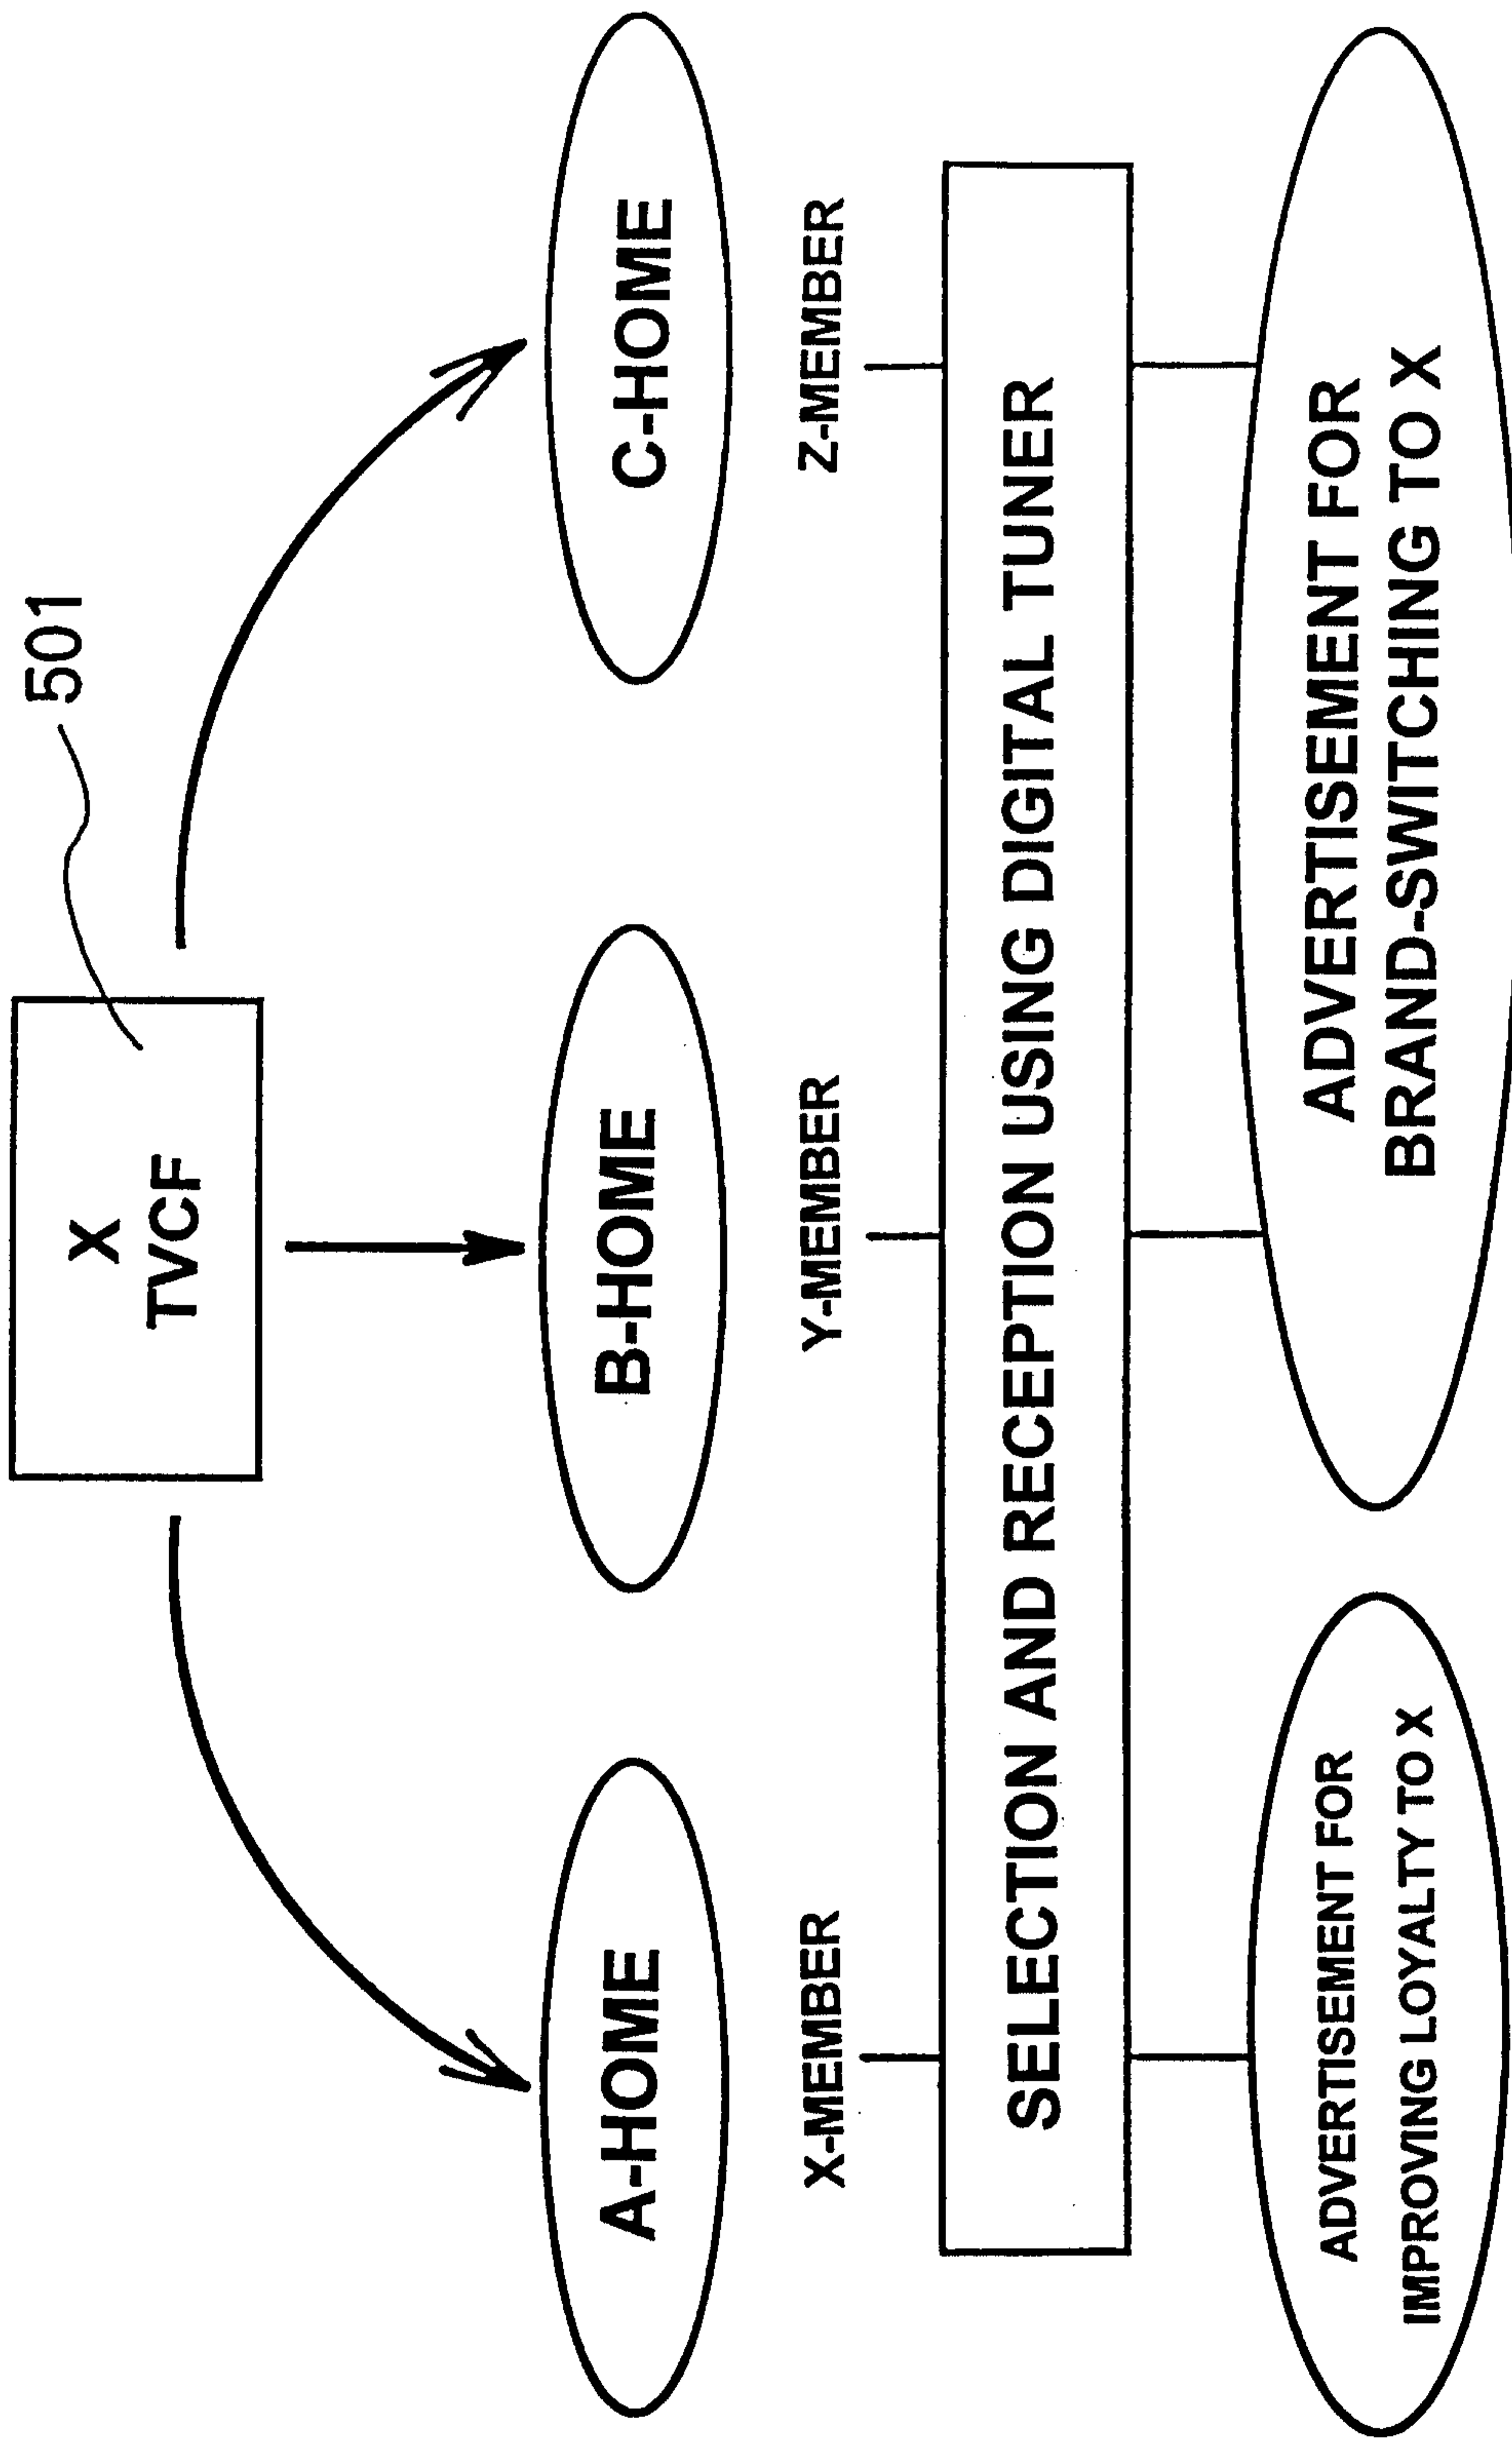 501
X
TVCF
A-HOME
B-HOME
C-HOME
X-MEMBER
Y-MEMBER
Z-MEMBER
SELECTION AND RECEPTION USING DIGITAL TUNER
ADVERTISEMENT FOR
IMPROVING LOYALTY TO X
ADVERTISEMENT FOR
BRAND-SWITCHING TO X